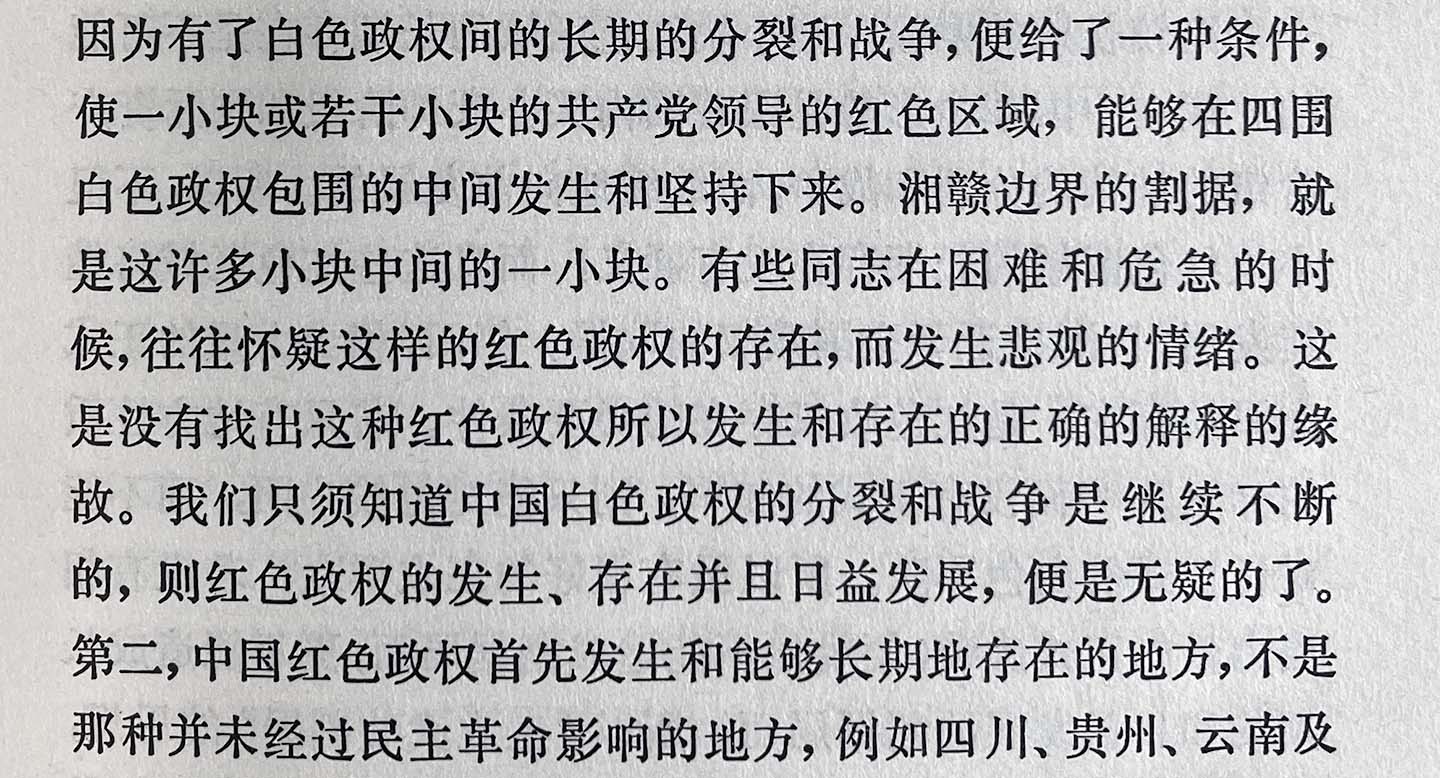 因为有了白色政权间的长期的分裂和战争，便给了一种条件，
使一小块或若干小块的共产党领导的红色区域，能够在四围
白色政权包围的中间发生和坚持下来。湘赣边界的割据，就
是这许多小块中间的一小块。有些同志在困难和危急的时
候，往往怀疑这样的红色政权的存在，而发生悲观的情绪。这
是没有找出这种红色政权所以发生和存在的正确的解释的缘
故。我们只须知道中国白色政权的分裂和战争是继续不断
的，则红色政权的发生、存在并且日益发展，便是无疑的了。
第二，中国红色政权首先发生和能够长期地存在的地方，不是
那种并未经过民主革命影响的地方，例如四川、贵州、云南及